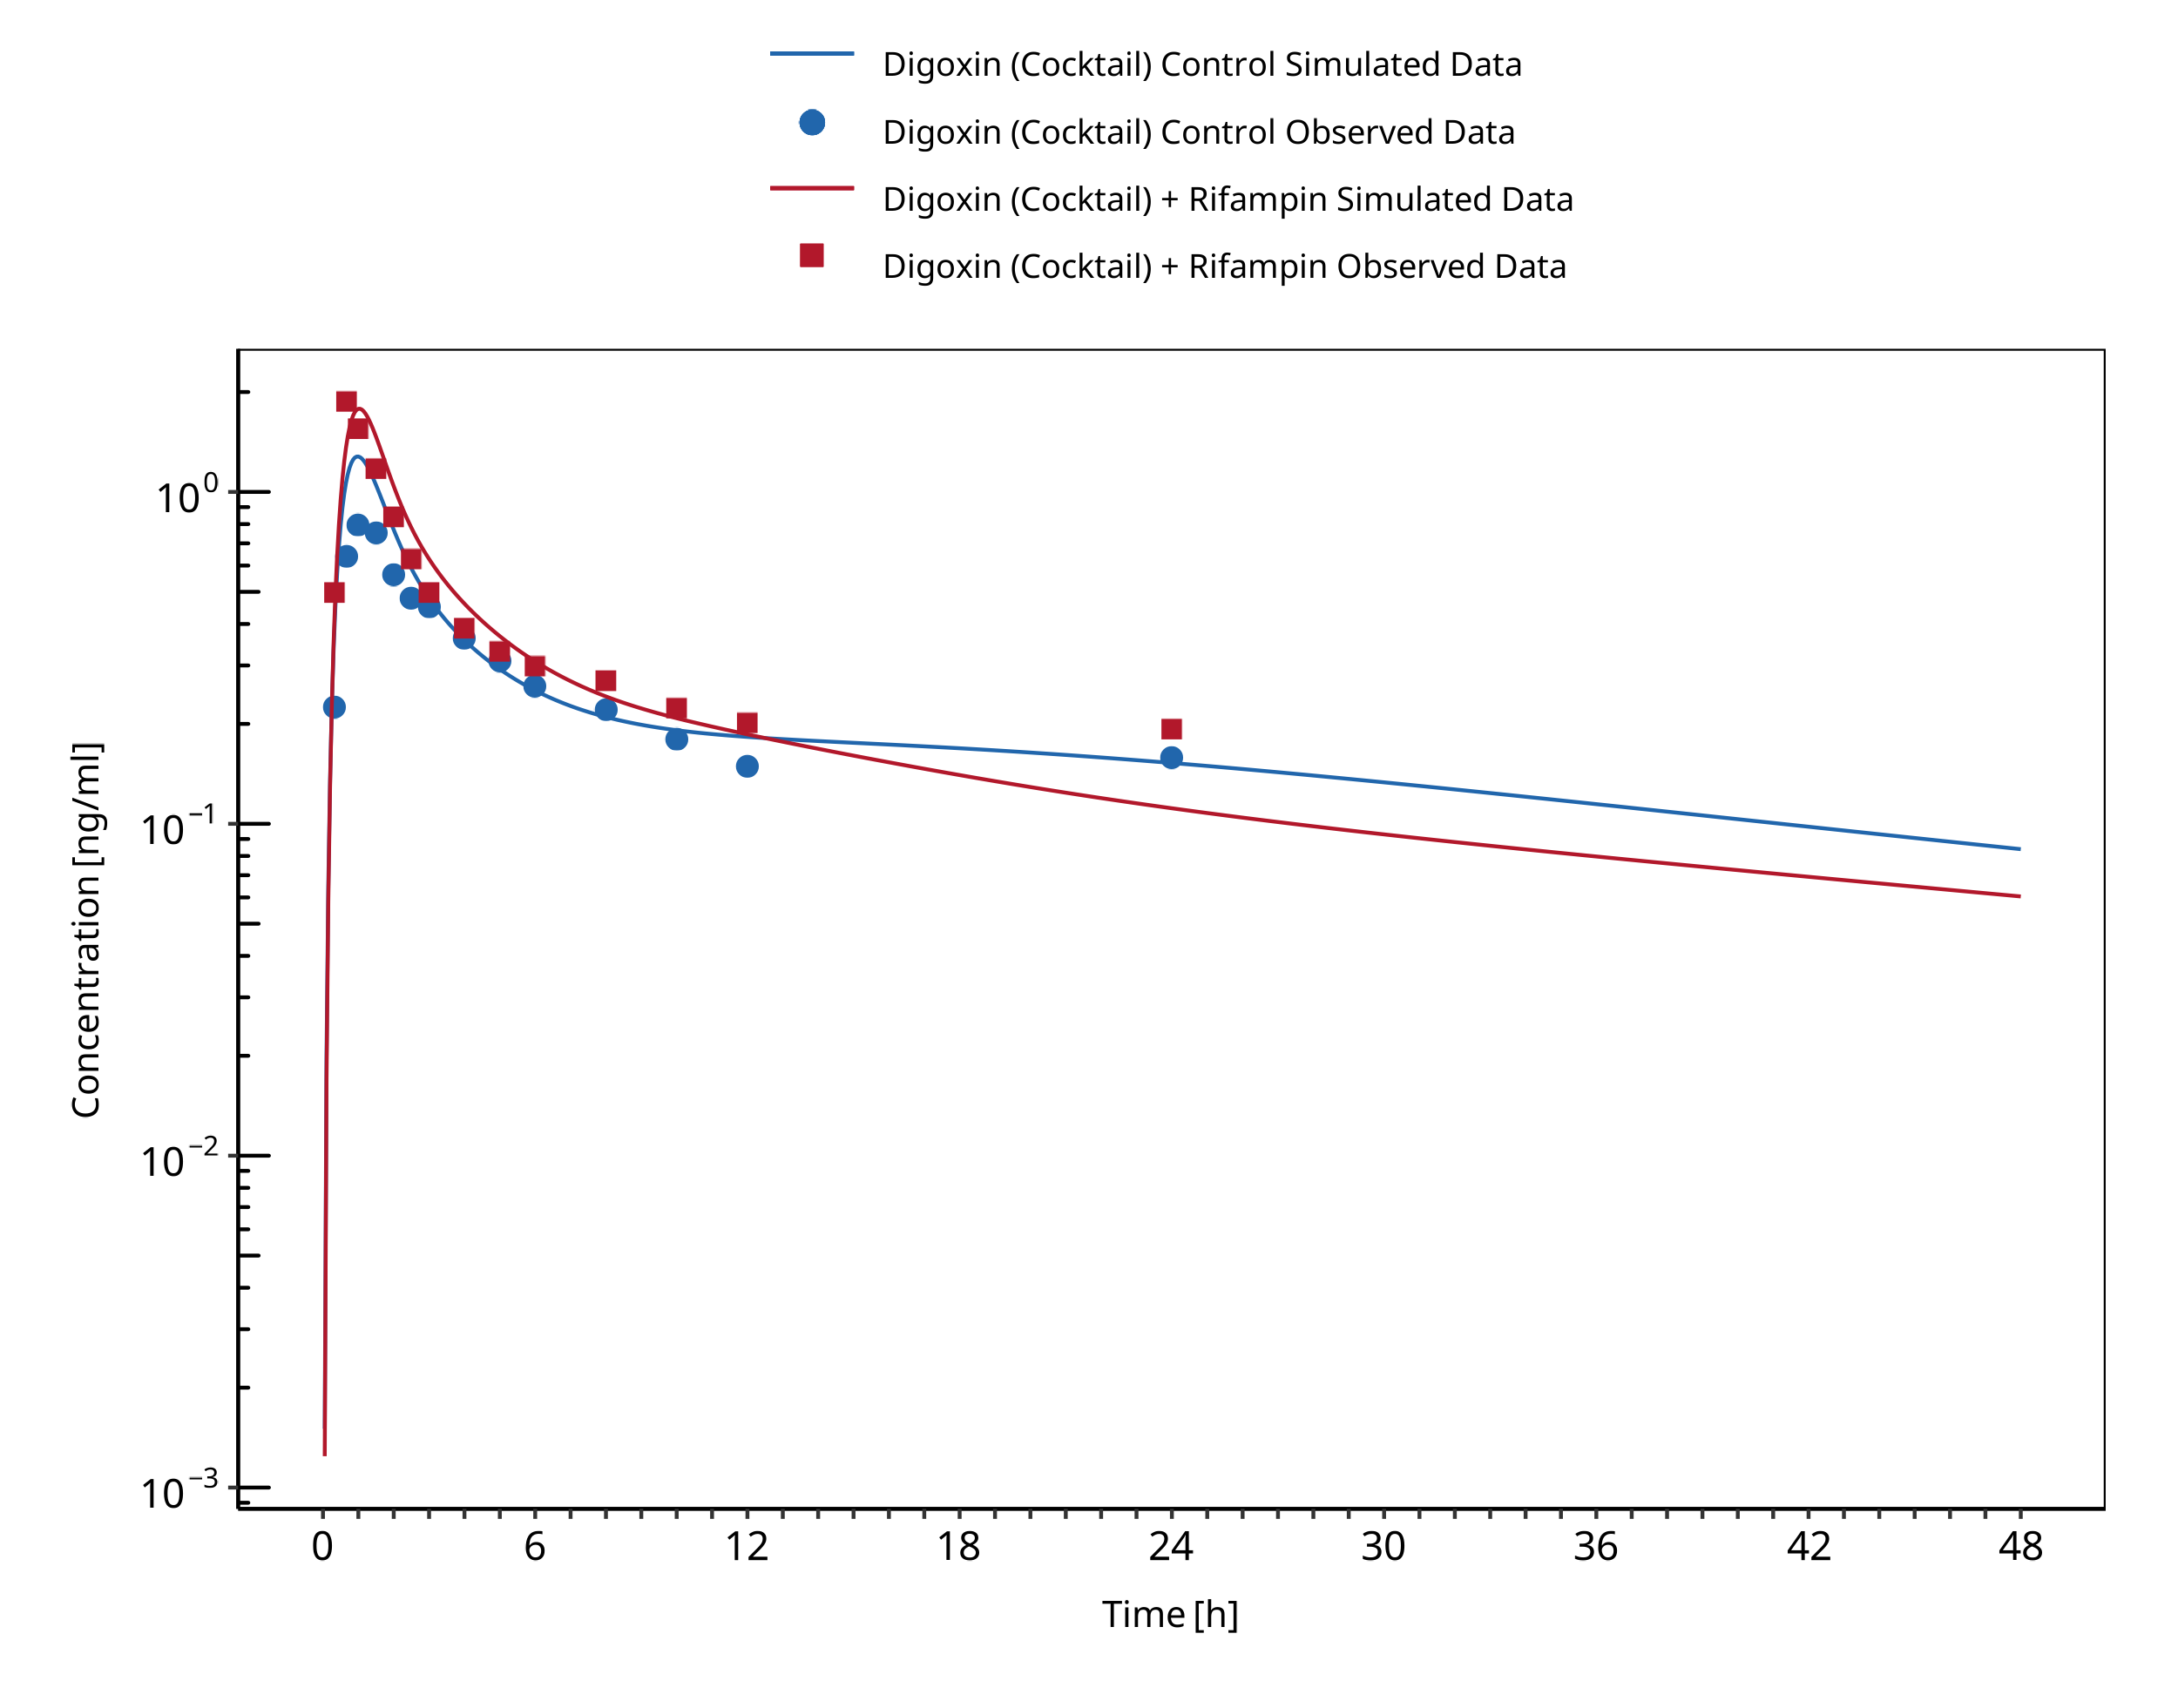 Digoxin (Cocktail) Control Simulated Data
Digoxin (Cocktail) Control Observed Data
Digoxin (Cocktail) + Rifampin Simulated Data
Digoxin (Cocktail) + Rifampin Observed Data
Concentration [ng/ml]
10⁰
10⁻¹
10⁻²
10⁻³
0 6 12 18 24 30 36 42 48
Time [h]